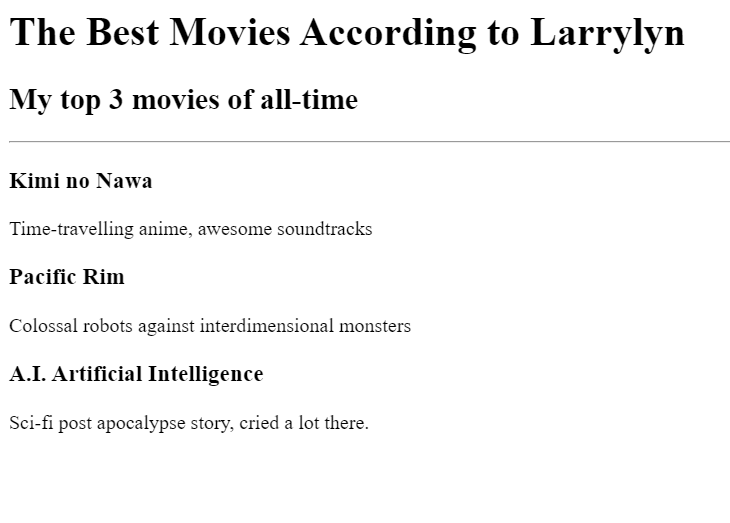 The Best Movies According to Larrylyn
My top 3 movies of all-time
Kimi no Nawa
Time-travelling anime, awesome soundtracks
Pacific Rim
Colossal robots against interdimensional monsters
A.I. Artificial Intelligence
Sci-fi post apocalypse story, cried a lot there.